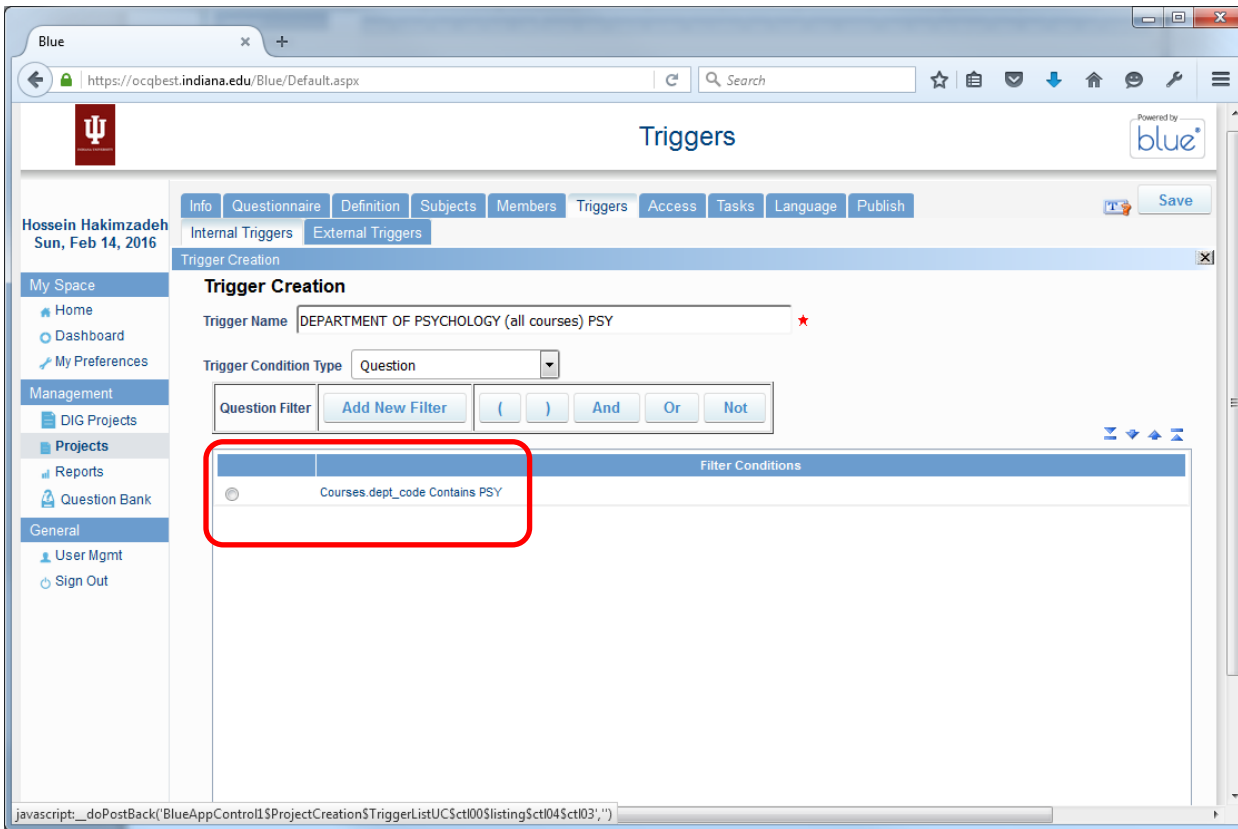 Blue
https://ocqbest.indiana.edu/Blue/Default.aspx Search
Triggers
Powered by
blue
Ψ
INDIANA UNIVERSITY
Hossein Hakimzadeh
Sun, Feb 14, 2016
Info Questionnaire Definition Subjects Members Triggers Access Tasks Language Publish
T Save
Internal Triggers External Triggers
Trigger Creation
My Space
Home
Dashboard
My Preferences
Management
DIG Projects
Projects
Reports
Question Bank
General
User Mgmt
Sign Out
Trigger Creation
Trigger Name DEPARTMENT OF PSYCHOLOGY (all courses) PSY
Trigger Condition Type Question
Question Filter Add New Filter ( ) And Or Not
Filter Conditions
Courses.dept_code Contains PSY
javascript:__doPostBack('BlueAppControl1$ProjectCreation$TriggerListUC$ctl00$listing$ctl04$ctl03','')